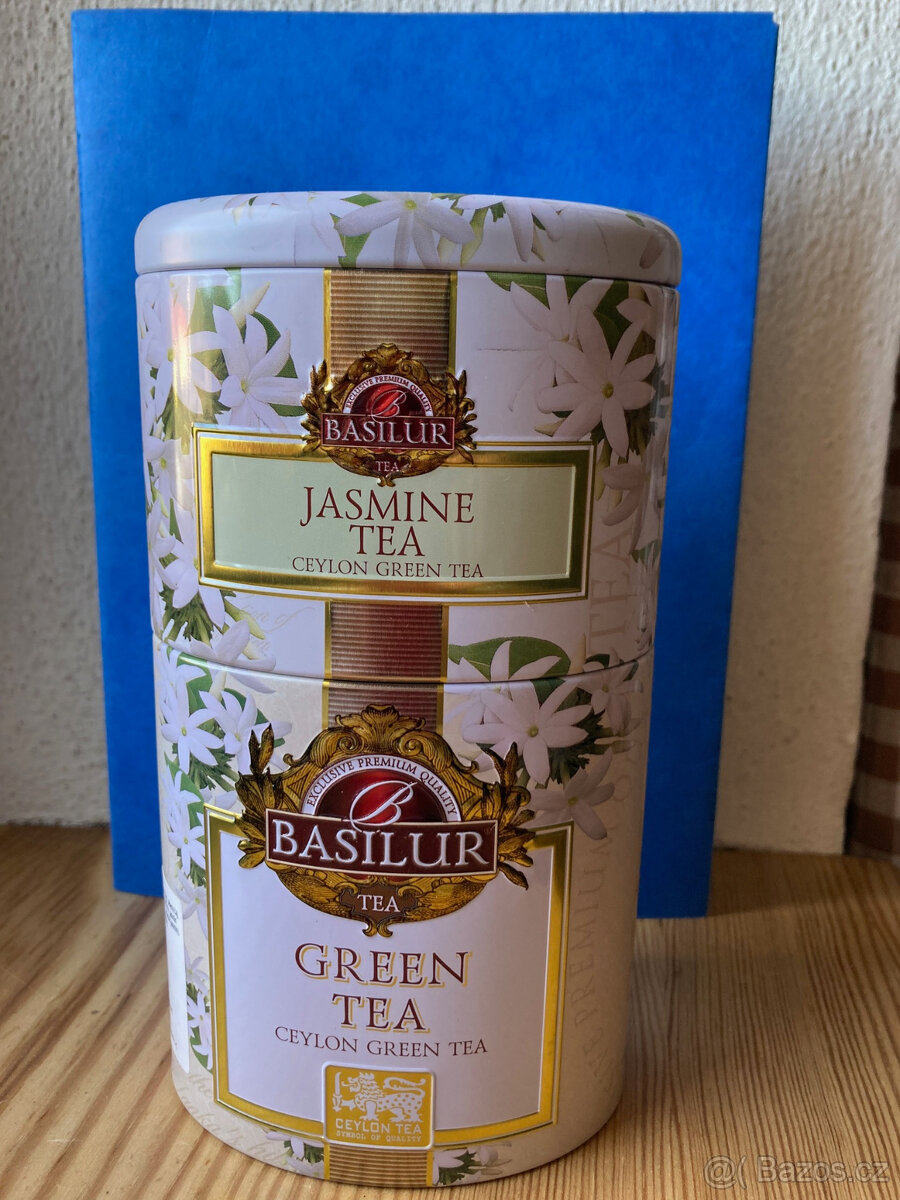 EXCLUSIVE PREMIUM QUALITY
B
BASILUR
TEA
JASMINE
TEA
CEYLON GREEN TEA
EXCLUSIVE PREMIUM QUALITY
B
BASILUR
TEA
GREEN
TEA
CEYLON GREEN TEA
CEYLON TEA
SYMBOL OF QUALITY
@ Bazos.cz